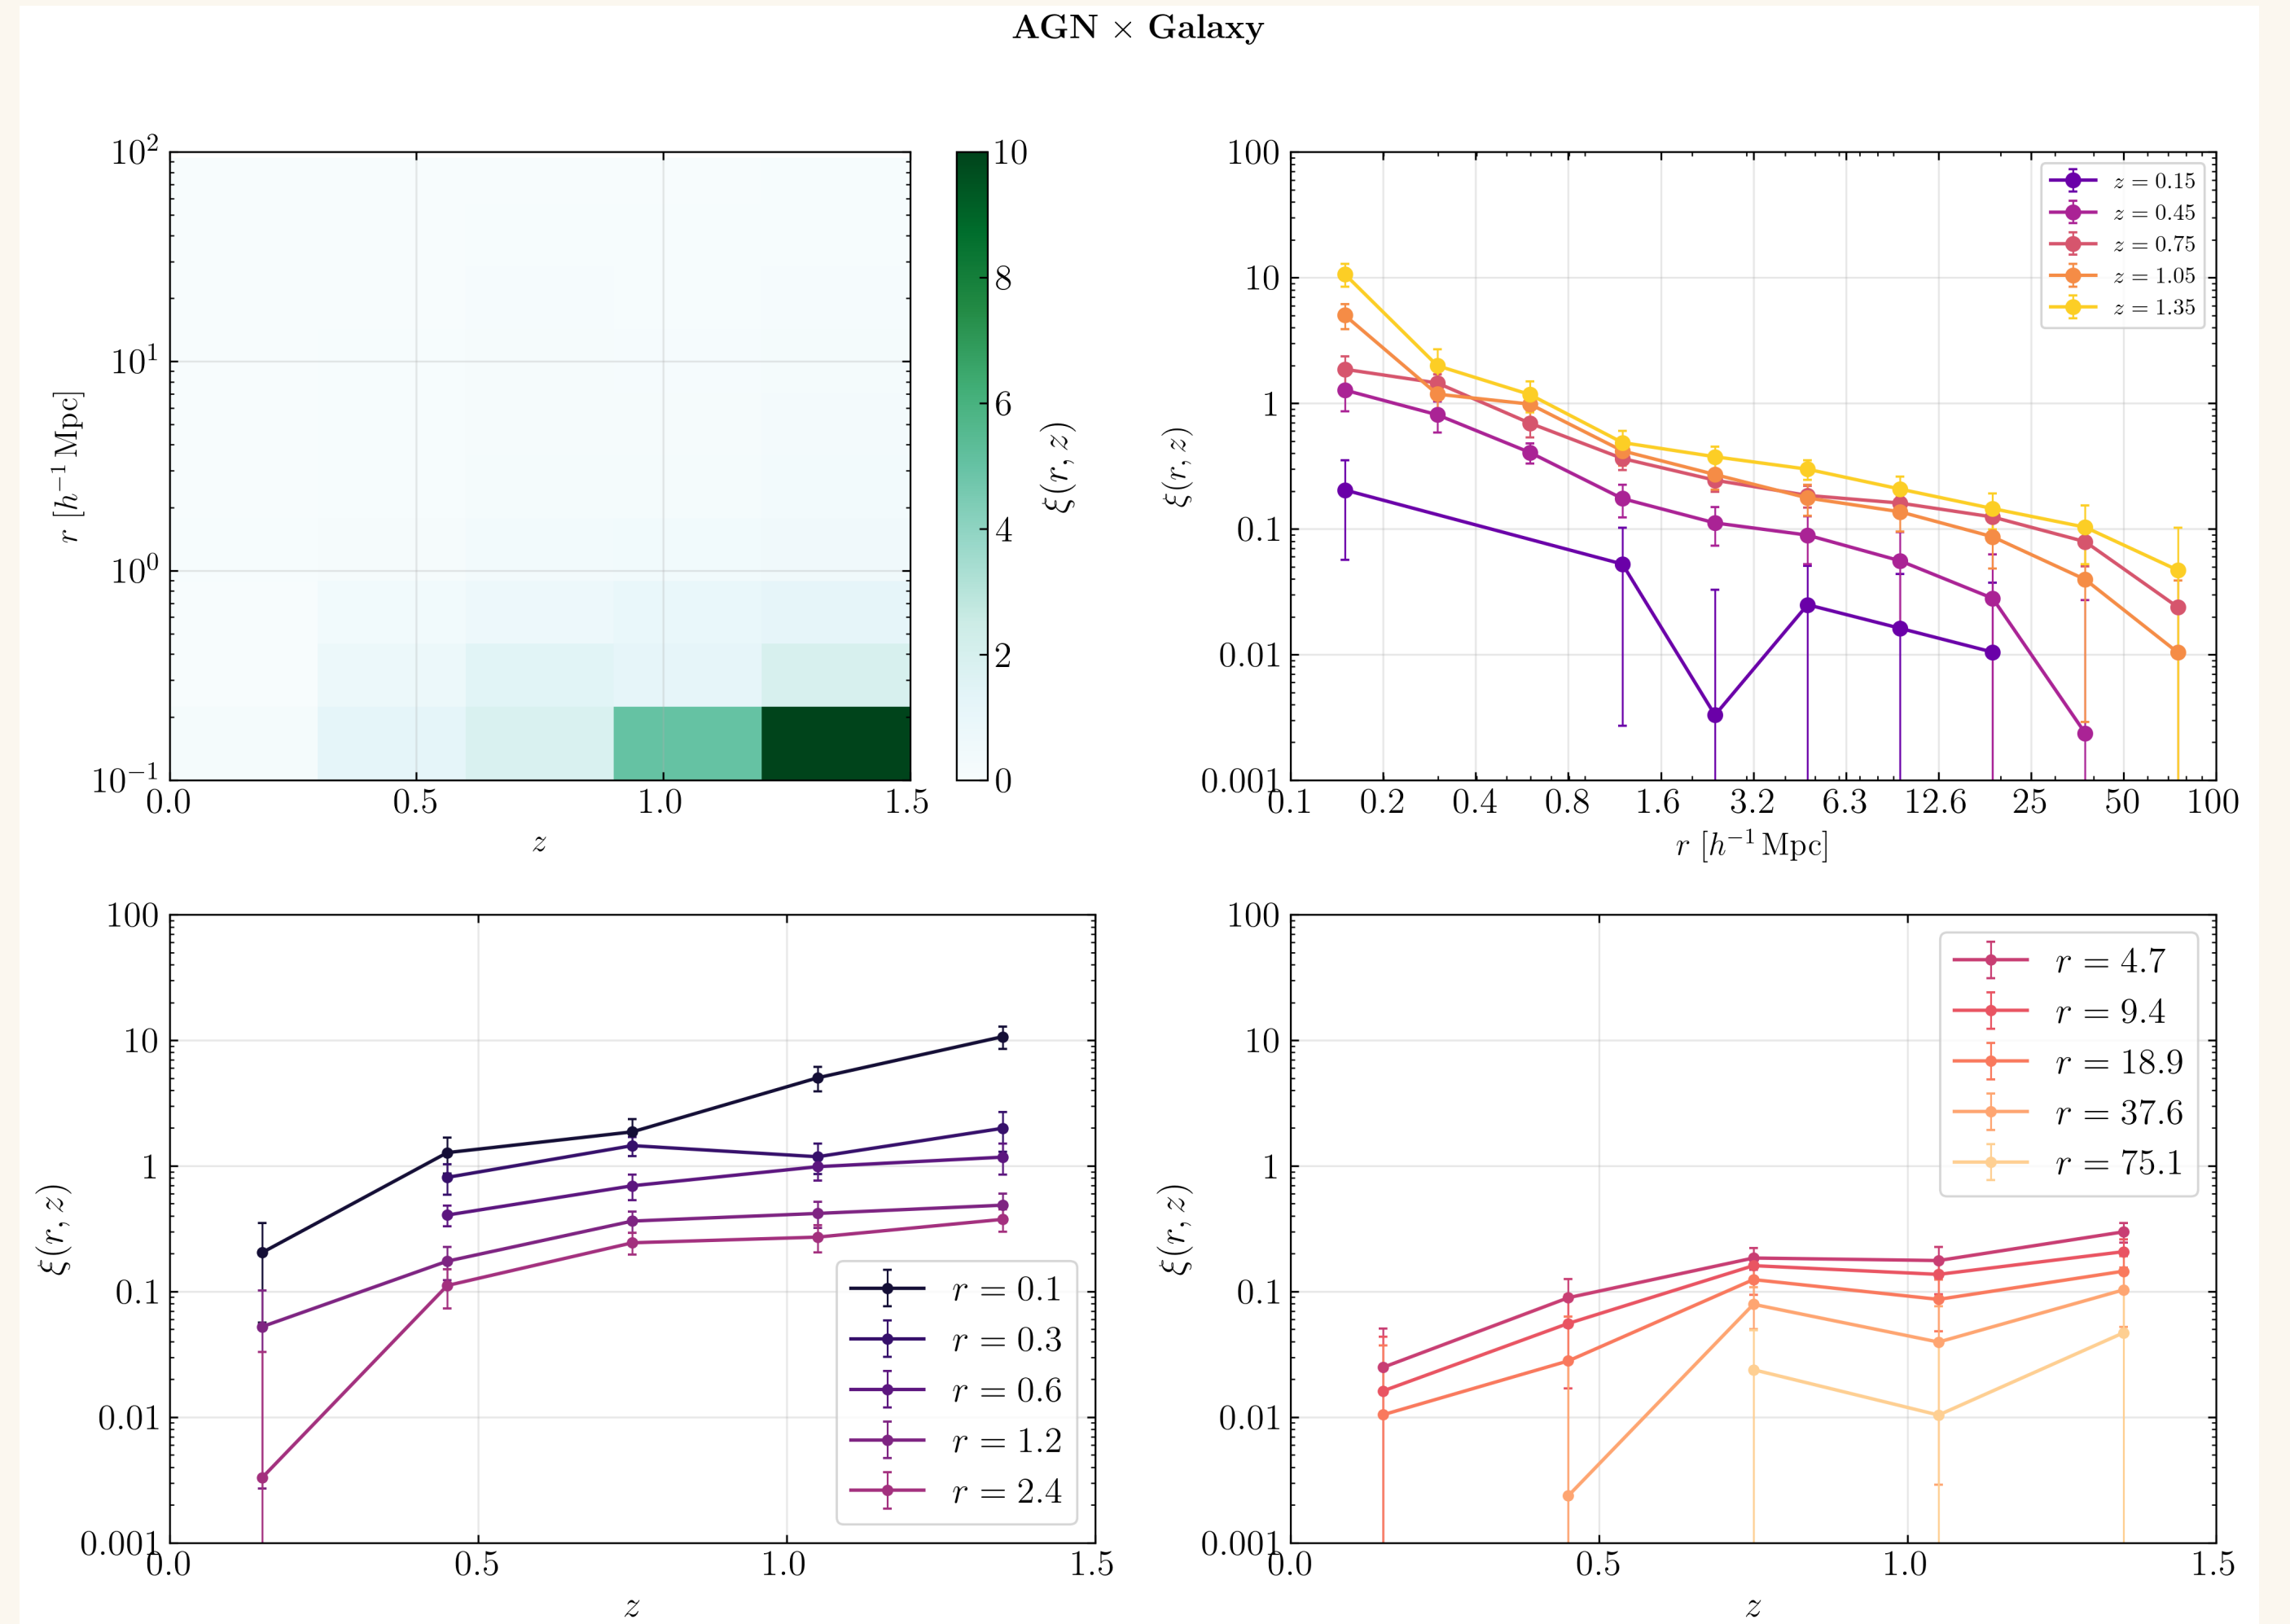 AGN × Galaxy
10²
10¹
10⁰
10⁻¹
r [h⁻¹ Mpc]
0.0 0.5 1.0 1.5
z
10
8
6
4
2
0
ξ(r, z)
100
10
1
0.1
0.01
0.001
ξ(r, z)
z = 0.15
z = 0.45
z = 0.75
z = 1.05
z = 1.35
0.1 0.2 0.4 0.8 1.6 3.2 6.3 12.6 25 50 100
r [h⁻¹ Mpc]
100
10
1
0.1
0.01
0.001
ξ(r, z)
r = 0.1
r = 0.3
r = 0.6
r = 1.2
r = 2.4
0.0 0.5 1.0 1.5
z
100
10
1
0.1
0.01
0.001
ξ(r, z)
r = 4.7
r = 9.4
r = 18.9
r = 37.6
r = 75.1
0.0 0.5 1.0 1.5
z